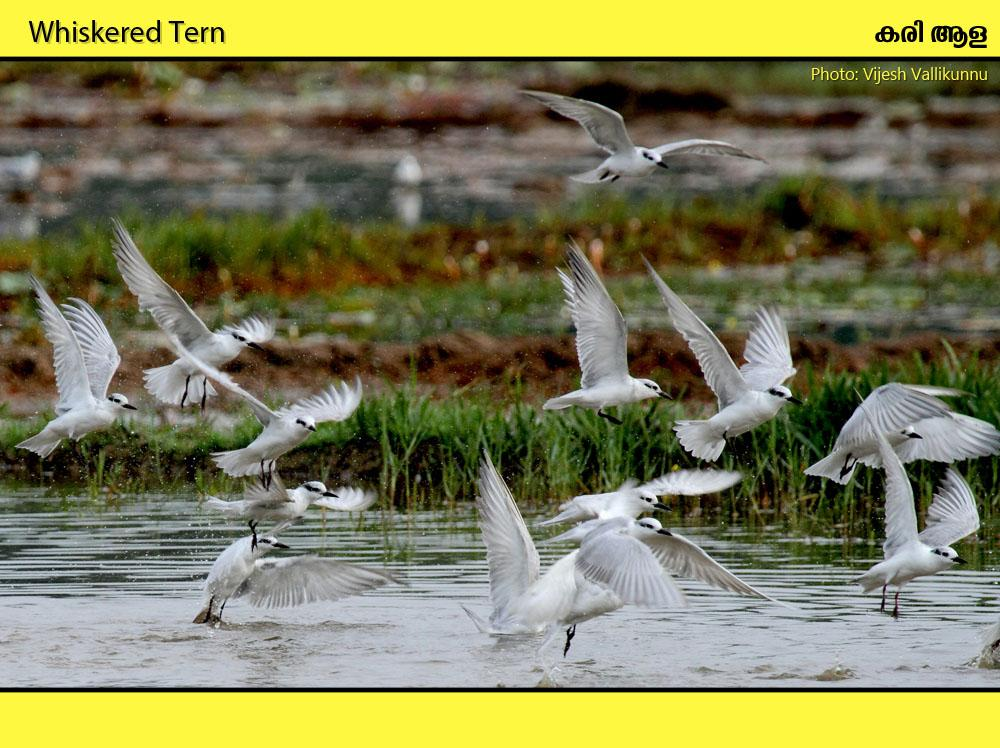 Whiskered Tern
കരി ആള
Photo: Vijesh Vallikunnu